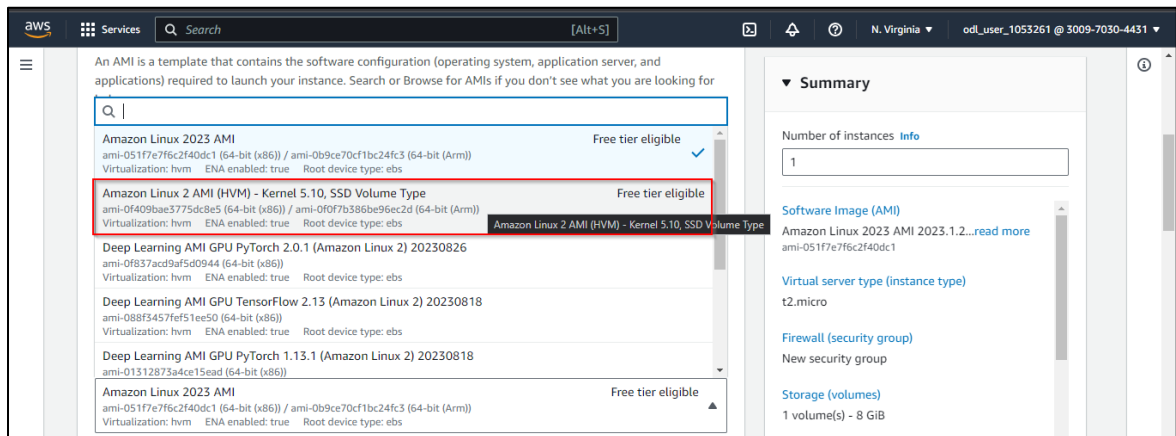 aws
Services
Search
[Alt+S]
N. Virginia ▼
odl_user_1053261 @ 3009-7030-4431 ▼
An AMI is a template that contains the software configuration (operating system, application server, and
applications) required to launch your instance. Search or Browse for AMIs if you don't see what you are looking for
Amazon Linux 2023 AMI
Free tier eligible
ami-051f7e7f6c2f40dc1 (64-bit (x86)) / ami-0b9ce70cf1bc24fc3 (64-bit (Arm))
Virtualization: hvm ENA enabled: true Root device type: ebs
Amazon Linux 2 AMI (HVM) - Kernel 5.10, SSD Volume Type
Free tier eligible
ami-0f409bae3775dc8e5 (64-bit (x86)) / ami-0f0f7b386be96ec2d (64-bit (Arm))
Virtualization: hvm ENA enabled: true Root device type: ebs
Amazon Linux 2 AMI (HVM) - Kernel 5.10, SSD Volume Type
Deep Learning AMI GPU PyTorch 2.0.1 (Amazon Linux 2) 20230826
ami-0f837acd9af5d0944 (64-bit (x86))
Virtualization: hvm ENA enabled: true Root device type: ebs
Deep Learning AMI GPU TensorFlow 2.13 (Amazon Linux 2) 20230818
ami-088f3457fef51ee50 (64-bit (x86))
Virtualization: hvm ENA enabled: true Root device type: ebs
Deep Learning AMI GPU PyTorch 1.13.1 (Amazon Linux 2) 20230818
ami-01312873a4ce15ead (64-bit (x86))
Amazon Linux 2023 AMI
Free tier eligible
ami-051f7e7f6c2f40dc1 (64-bit (x86)) / ami-0b9ce70cf1bc24fc3 (64-bit (Arm))
Virtualization: hvm ENA enabled: true Root device type: ebs
▼ Summary
Number of instances Info
1
Software Image (AMI)
Amazon Linux 2023 AMI 2023.1.2...read more
ami-051f7e7f6c2f40dc1
Virtual server type (instance type)
t2.micro
Firewall (security group)
New security group
Storage (volumes)
1 volume(s) - 8 GiB